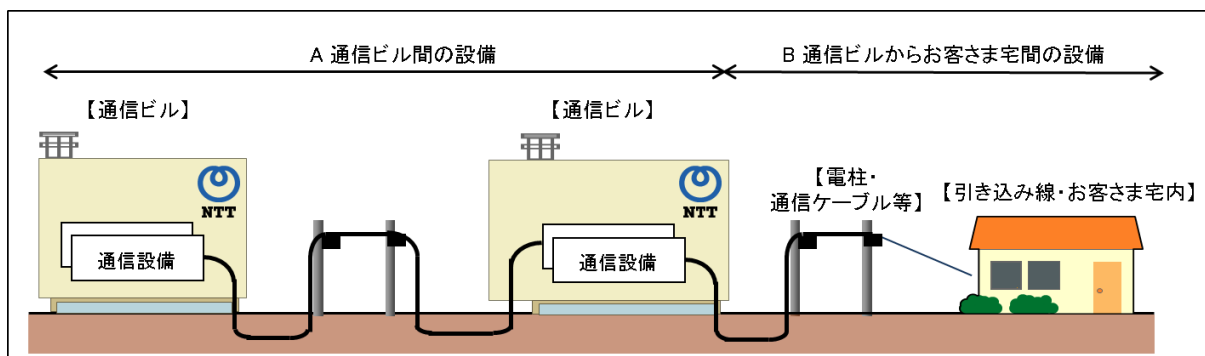 A 通信ビル間の設備
B 通信ビルからお客さま宅間の設備
【通信ビル】
【通信ビル】
【電柱・
通信ケーブル等】
【引き込み線・お客さま宅内】
NTT
NTT
通信設備
通信設備